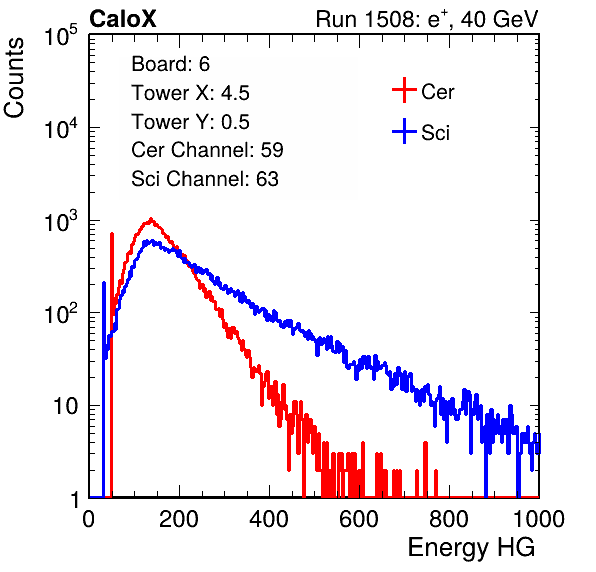 CaloX Run 1508: e⁺, 40 GeV
Counts
10⁵
10⁴
10³
10²
10
1
Board: 6
Tower X: 4.5
Tower Y: 0.5
Cer Channel: 59
Sci Channel: 63
Cer
Sci
0 200 400 600 800 1000
Energy HG